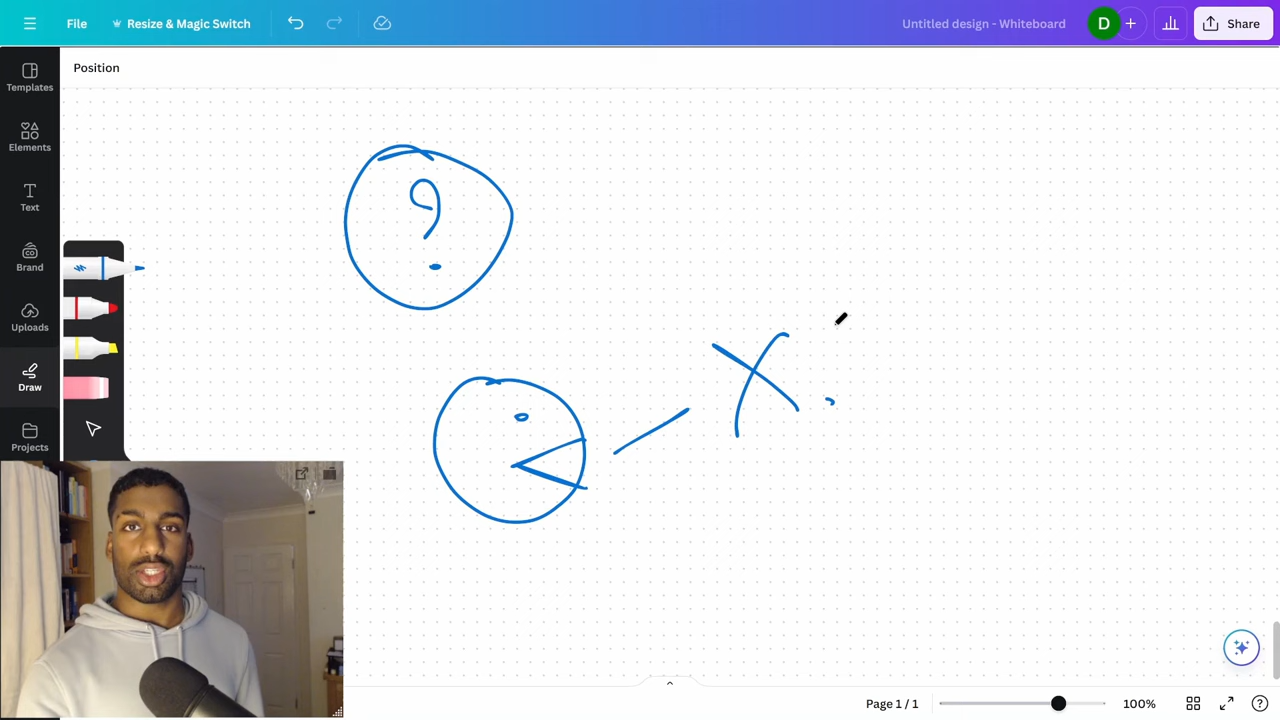 File
Resize & Magic Switch
Untitled design - Whiteboard
D
+
Share
Templates
Position
Elements
Text
Brand
Uploads
Draw
Projects
?
X
Page 1 / 1
100%
?